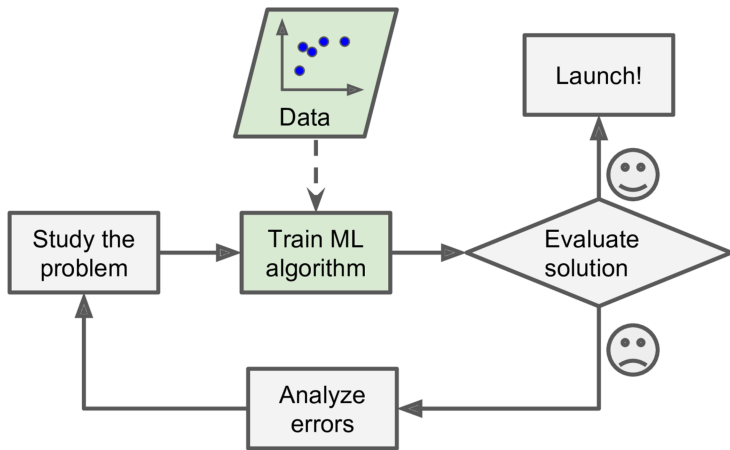 Data
Launch!
Study the
problem
Train ML
algorithm
Evaluate
solution
Analyze
errors